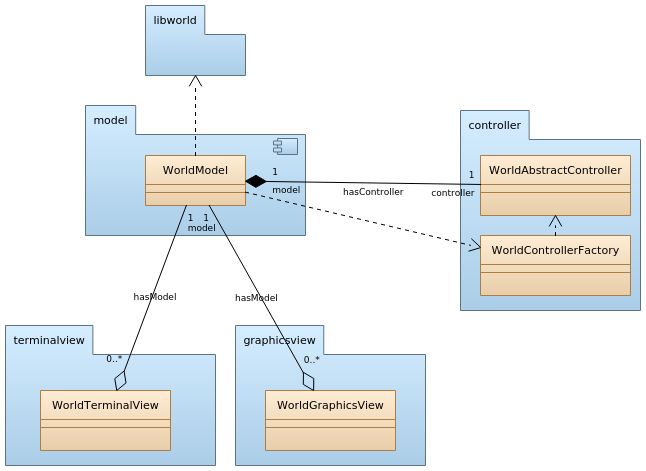 libworld
model
controller
WorldModel
1
model
hasController
1
controller
WorldAbstractController
WorldControllerFactory
1
1
model
hasModel
hasModel
terminalview
graphicsview
0..*
0..*
WorldTerminalView
WorldGraphicsView